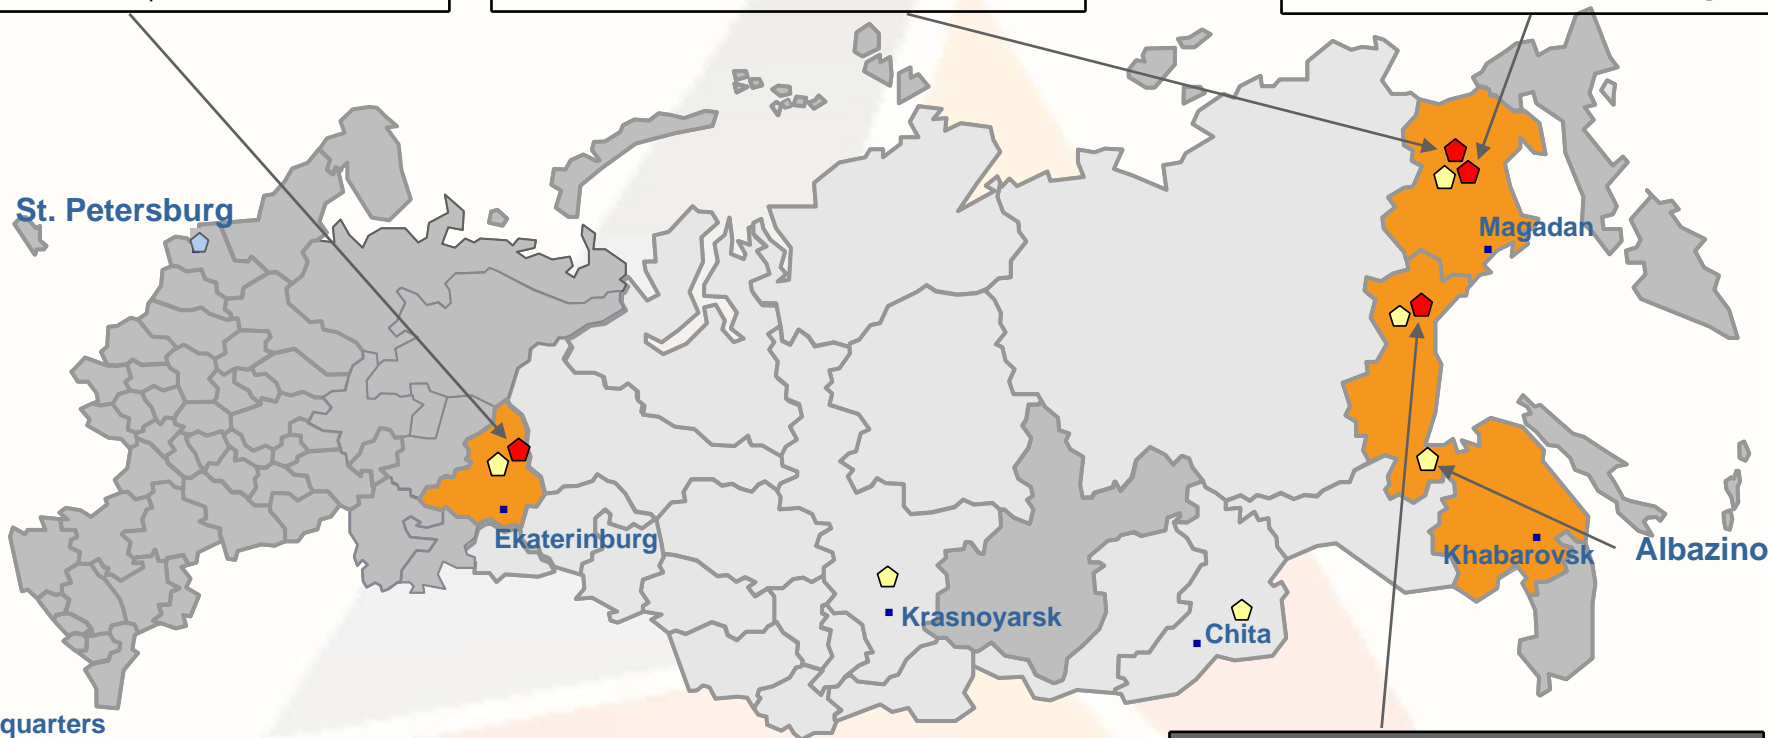 St. Petersburg
Magadan
Ekaterinburg
Khabarovsk
Albazino
Krasnoyarsk
Chita
quarters